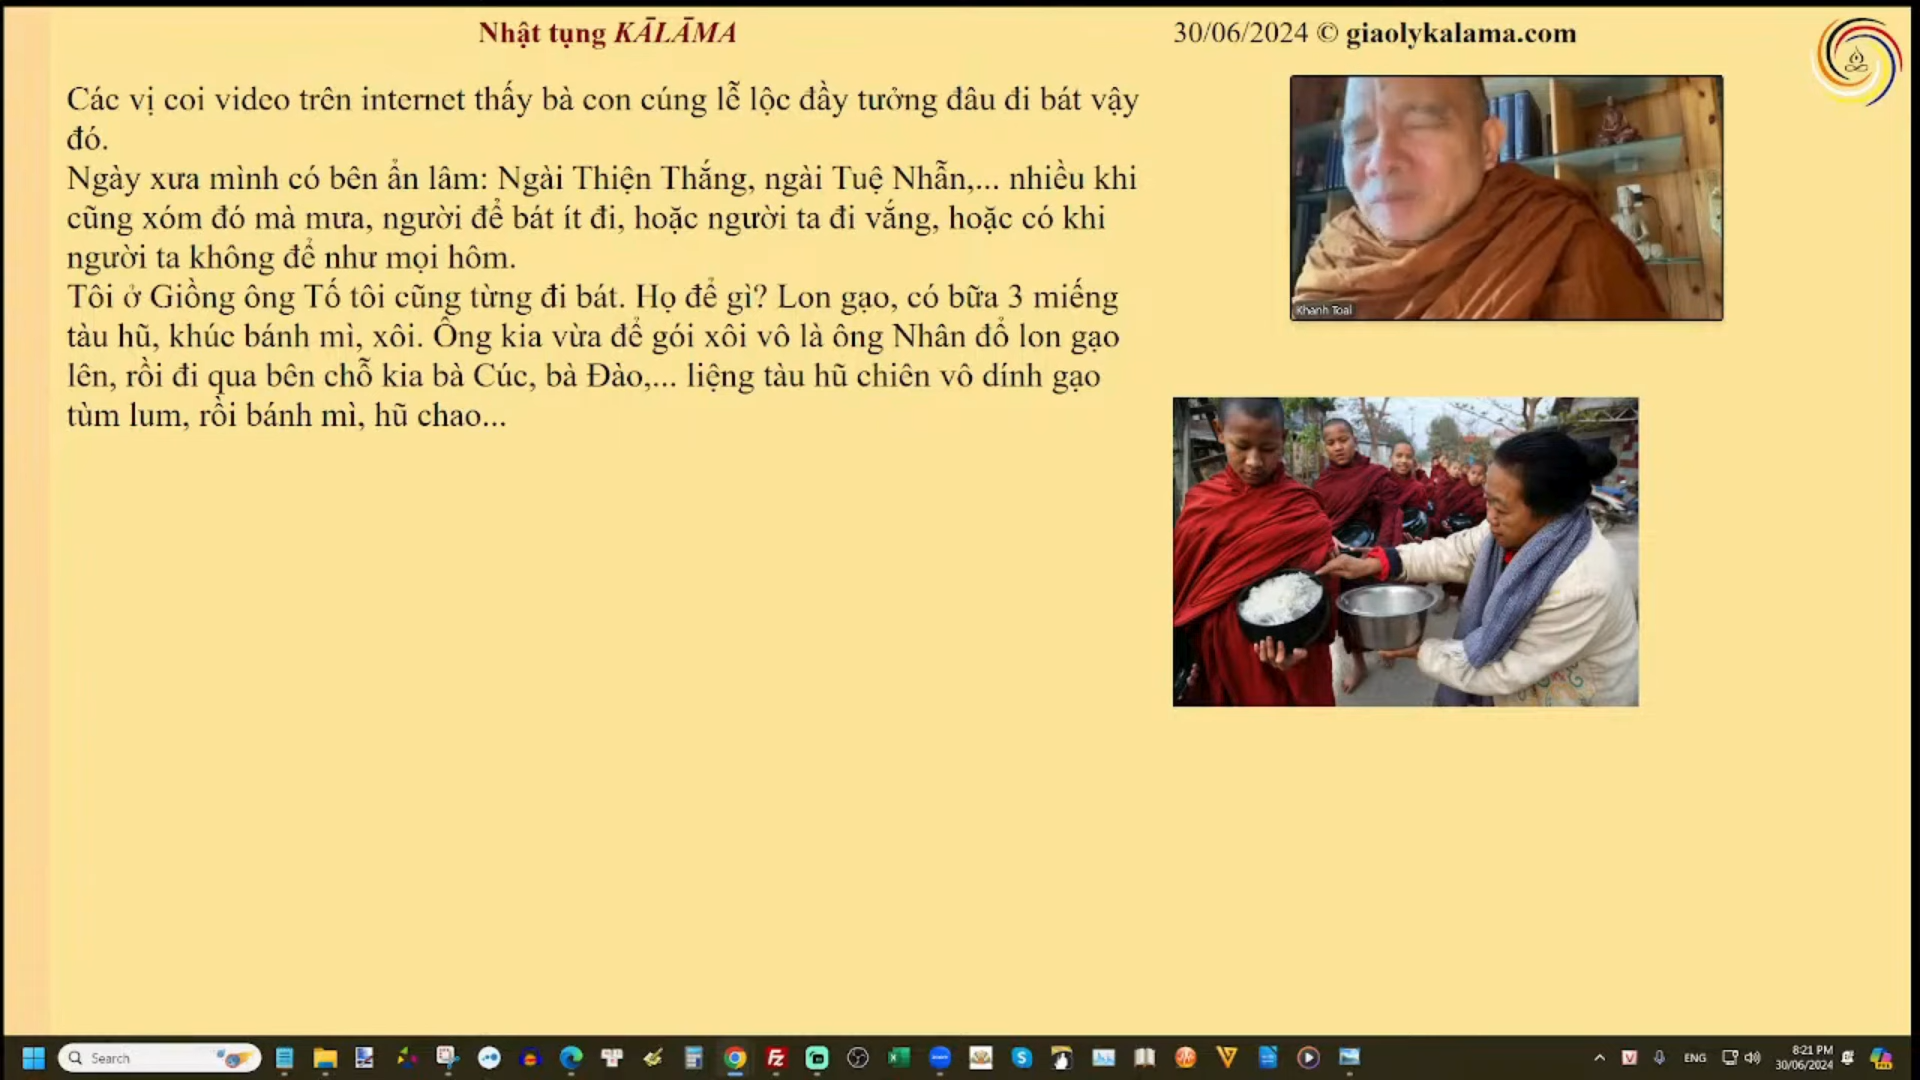 Nhật tụng KĀLĀMA
30/06/2024 © giaolykalama.com
Các vị coi video trên internet thấy bà con cúng lễ lộc đầy tưởng đâu đi bát vậy
đó.
Ngày xưa mình có bên ẩn lâm: Ngài Thiện Thắng, ngài Tuệ Nhẫn,... nhiều khi
cũng xóm đó mà mưa, người để bát ít đi, hoặc người ta đi vắng, hoặc có khi
người ta không để như mọi hôm.
Tôi ở Giồng ông Tố tôi cũng từng đi bát. Họ để gì? Lon gạo, có bữa 3 miếng
tàu hũ, khúc bánh mì, xôi. Ông kia vừa để gói xôi vô là ông Nhân đổ lon gạo
lên, rồi đi qua bên chỗ kia bà Cúc, bà Đào,... liệng tàu hũ chiên vô dính gạo
tùm lum, rồi bánh mì, hũ chao...
Khanh Toai
Search
ENG
8:21 PM
30/06/2024